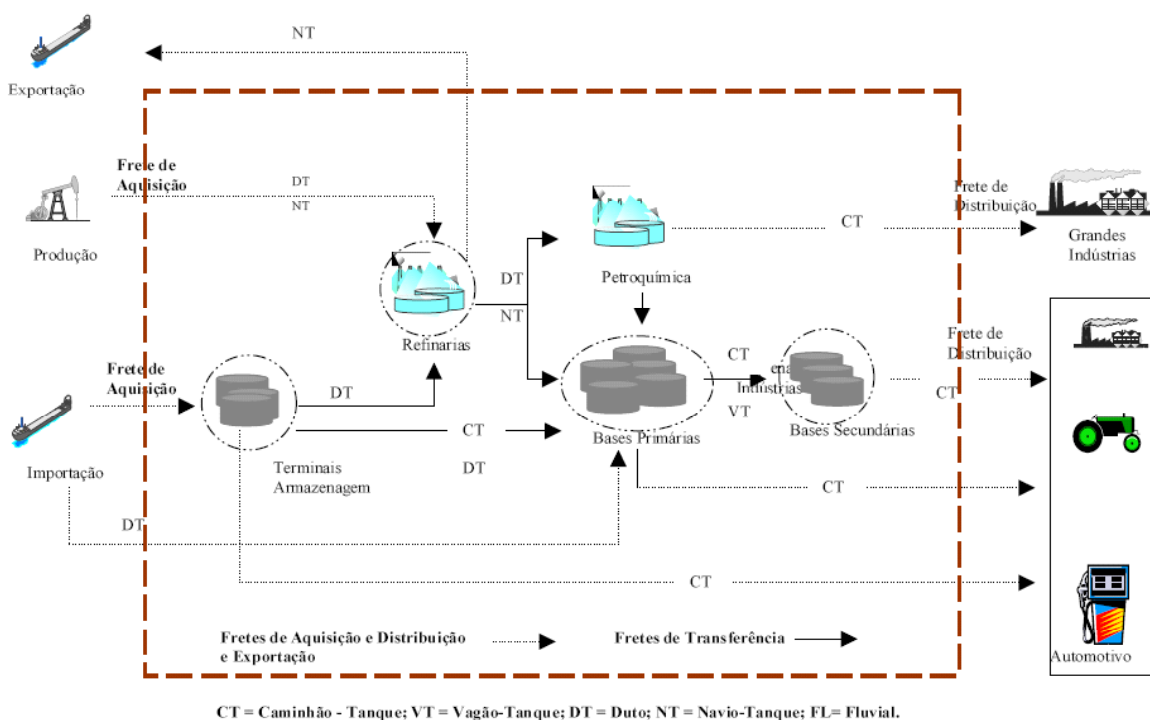 NT
Exportação
Frete de
Aquisição
DT
NT
Produção
Frete de
Distribuição
CT
Grandes
Indústrias
Petroquímica
DT
NT
Refinarias
Frete de
Distribuição
CT
Frete de
Aquisição
DT
CT
Indústrias
VT
CT
Bases Primárias
Bases Secundárias
CT
DT
Importação
Terminais
Armazenagem
CT
DT
CT
Automotivo
Fretes de Aquisição e Distribuição
e Exportação
Fretes de Transferência
CT = Caminhão - Tanque; VT = Vagão-Tanque; DT = Duto; NT = Navio-Tanque; FL= Fluvial.